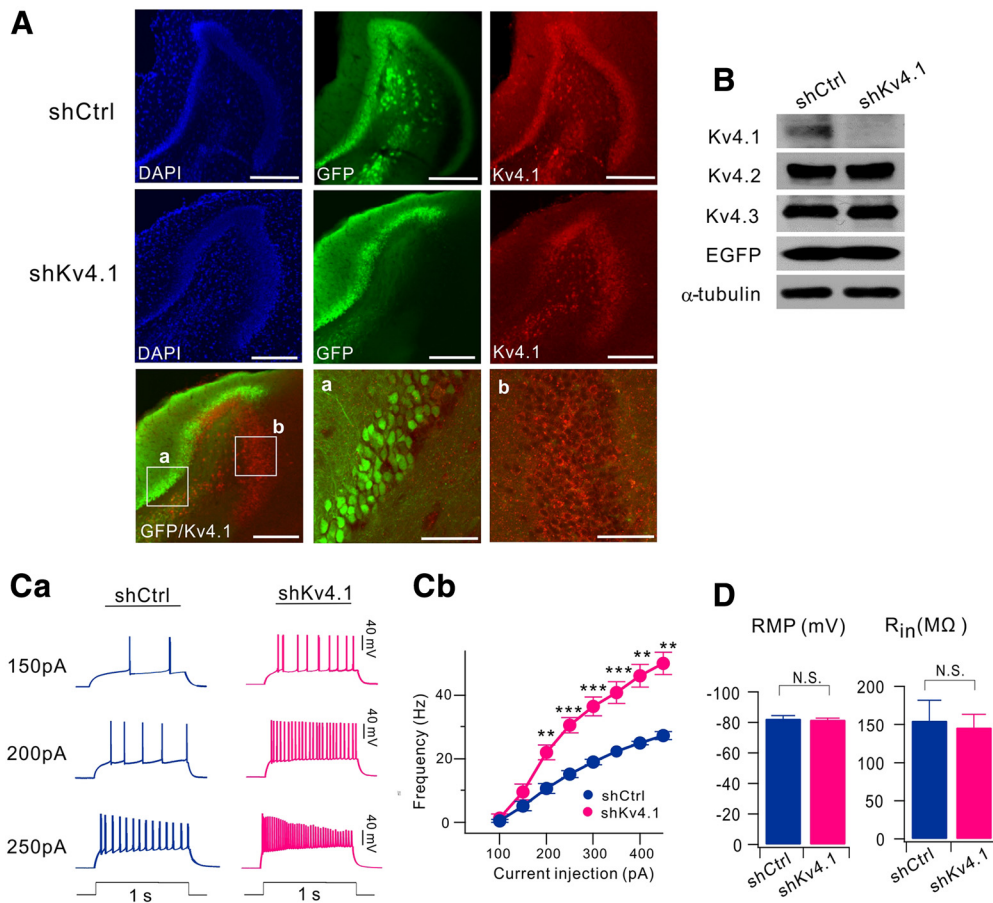 A
shCtrl
DAPI
GFP
Kv4.1
shKv4.1
DAPI
GFP
Kv4.1
a
b
GFP/Kv4.1
a
b
B
shCtrl shKv4.1
Kv4.1
Kv4.2
Kv4.3
EGFP
α-tubulin
Ca
shCtrl shKv4.1
150pA
40 mV
200pA
40 mV
250pA
40 mV
1 s 1 s
Cb
Frequency (Hz)
40
20
0
** *** *** *** ** **
shCtrl
shKv4.1
100 200 300 400
Current injection (pA)
D
RMP (mV)
N.S.
-100
-80
-60
-40
-20
0
shCtrl shKv4.1
Rin(MΩ )
N.S.
200
150
100
50
0
shCtrl shKv4.1